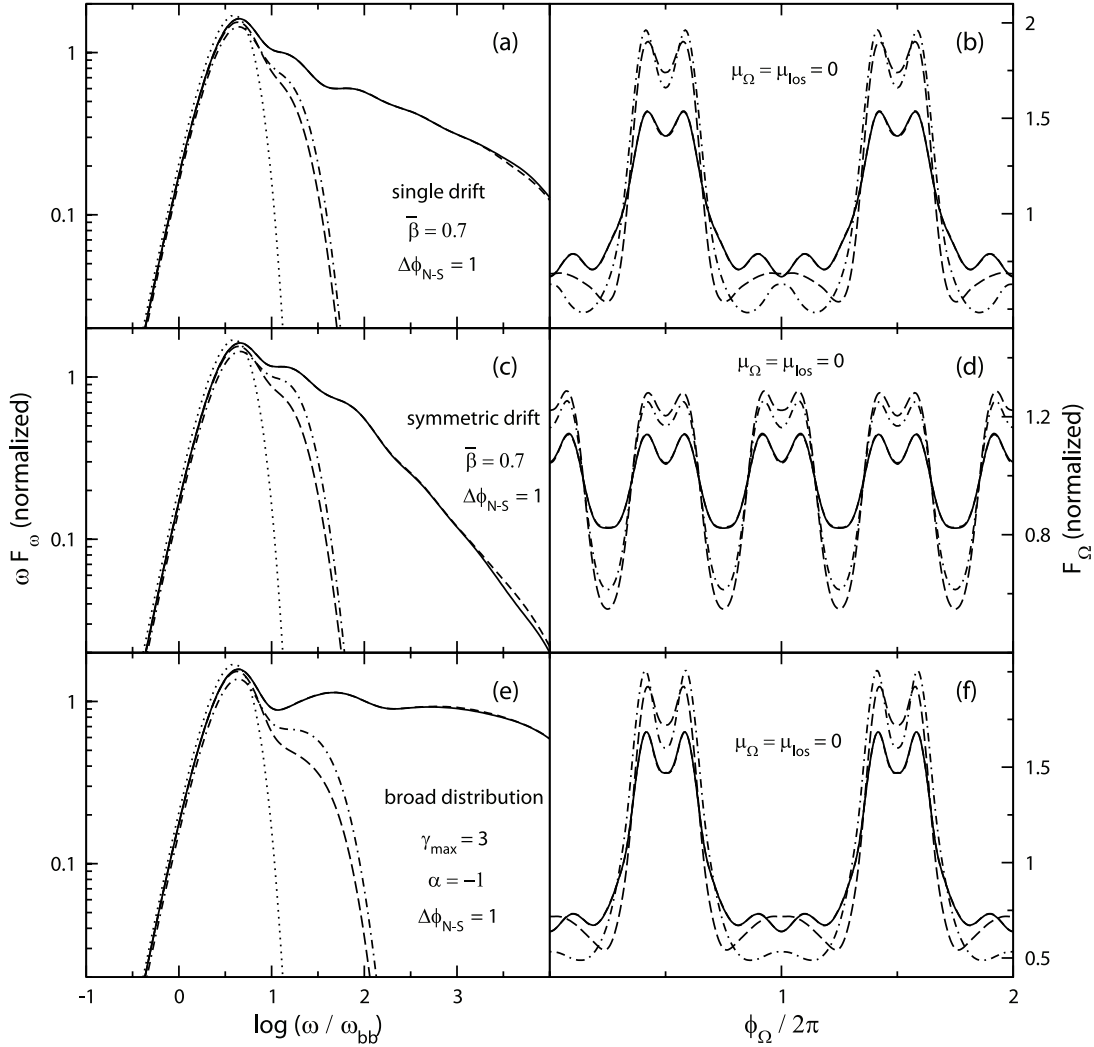 (a)
1
0.1
single drift
β̅ = 0.7
Δϕ_N-S = 1
(b)
μ_Ω = μ_los = 0
2
1.5
1
(c)
1
0.1
symmetric drift
β̅ = 0.7
Δϕ_N-S = 1
(d)
μ_Ω = μ_los = 0
1.2
0.8
(e)
1
0.1
broad distribution
γ_max = 3
α = −1
Δϕ_N-S = 1
(f)
μ_Ω = μ_los = 0
1.5
1
0.5
ω F_ω (normalized)
F_Ω (normalized)
-1 0 1 2 3
1 2
log (ω / ω_bb)
ϕ_Ω / 2π